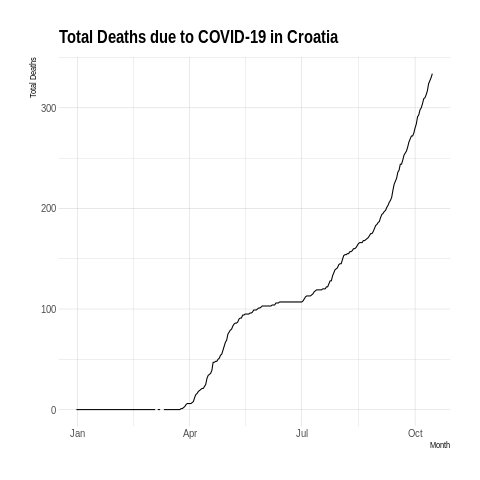 Total Deaths due to COVID-19 in Croatia
Total Deaths
300
200
100
0
Jan Apr Jul Oct
Month